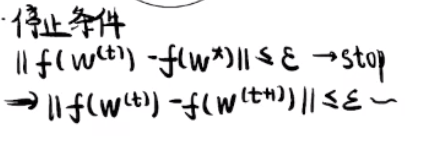 ·停止条件
‖f(w⁽ᵗ⁾) - f(w*)‖ ≤ ε → stop
→ ‖f(w⁽ᵗ⁾) - f(w⁽ᵗ⁺¹⁾)‖ ≤ ε ~